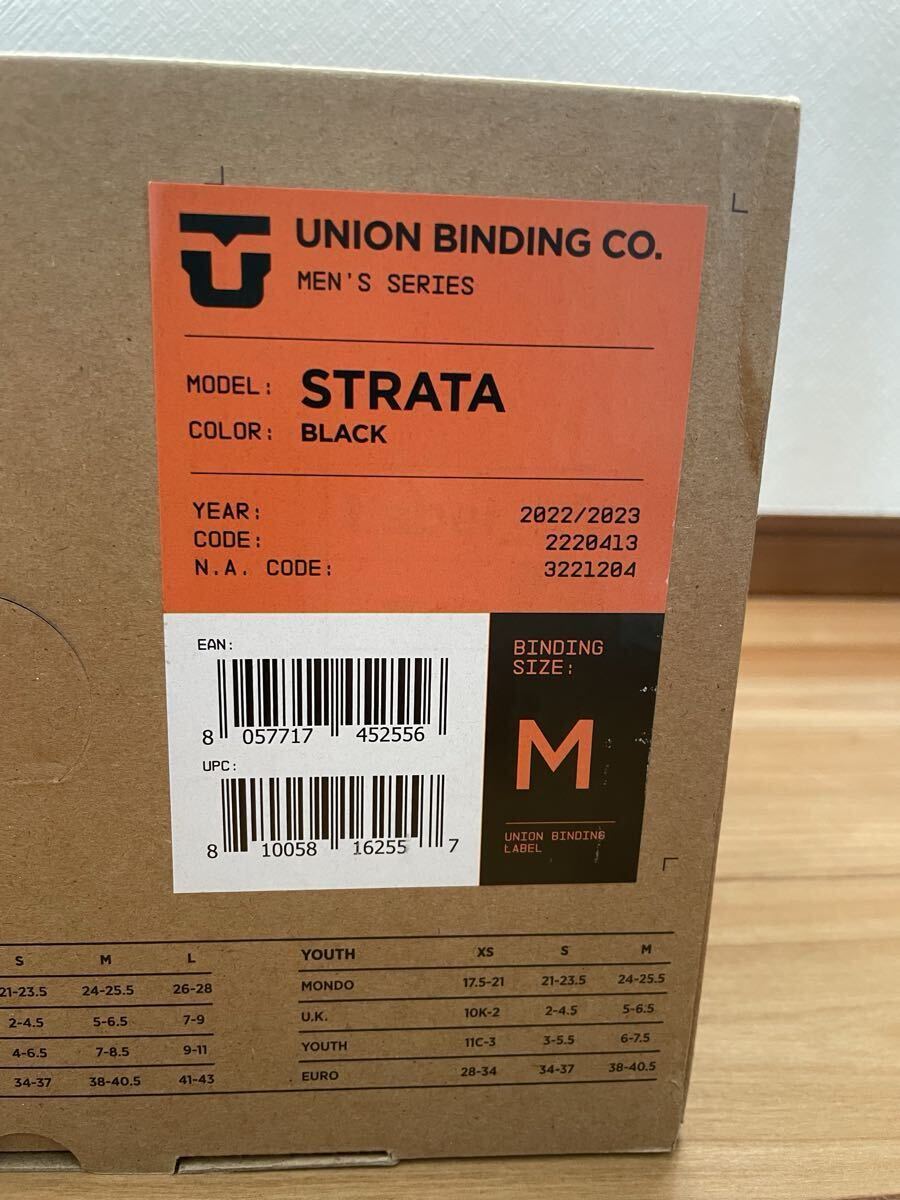 UNION BINDING CO.
MEN'S SERIES
MODEL: STRATA
COLOR: BLACK
YEAR: 2022/2023
CODE: 2220413
N.A. CODE: 3221204
EAN:
8 057717 452556
UPC:
8 10058 16255 7
BINDING
SIZE:
M
UNION BINDING
LABEL
S M L
21-23.5 24-25.5 26-28
2-4.5 5-6.5 7-9
4-6.5 7-8.5 9-11
34-37 38-40.5 41-43
YOUTH XS S M
MONDO 17.5-21 21-23.5 24-25.5
U.K. 10K-2 2-4.5 5-6.5
YOUTH 11C-3 3-5.5 6-7.5
EURO 28-34 34-37 38-40.5